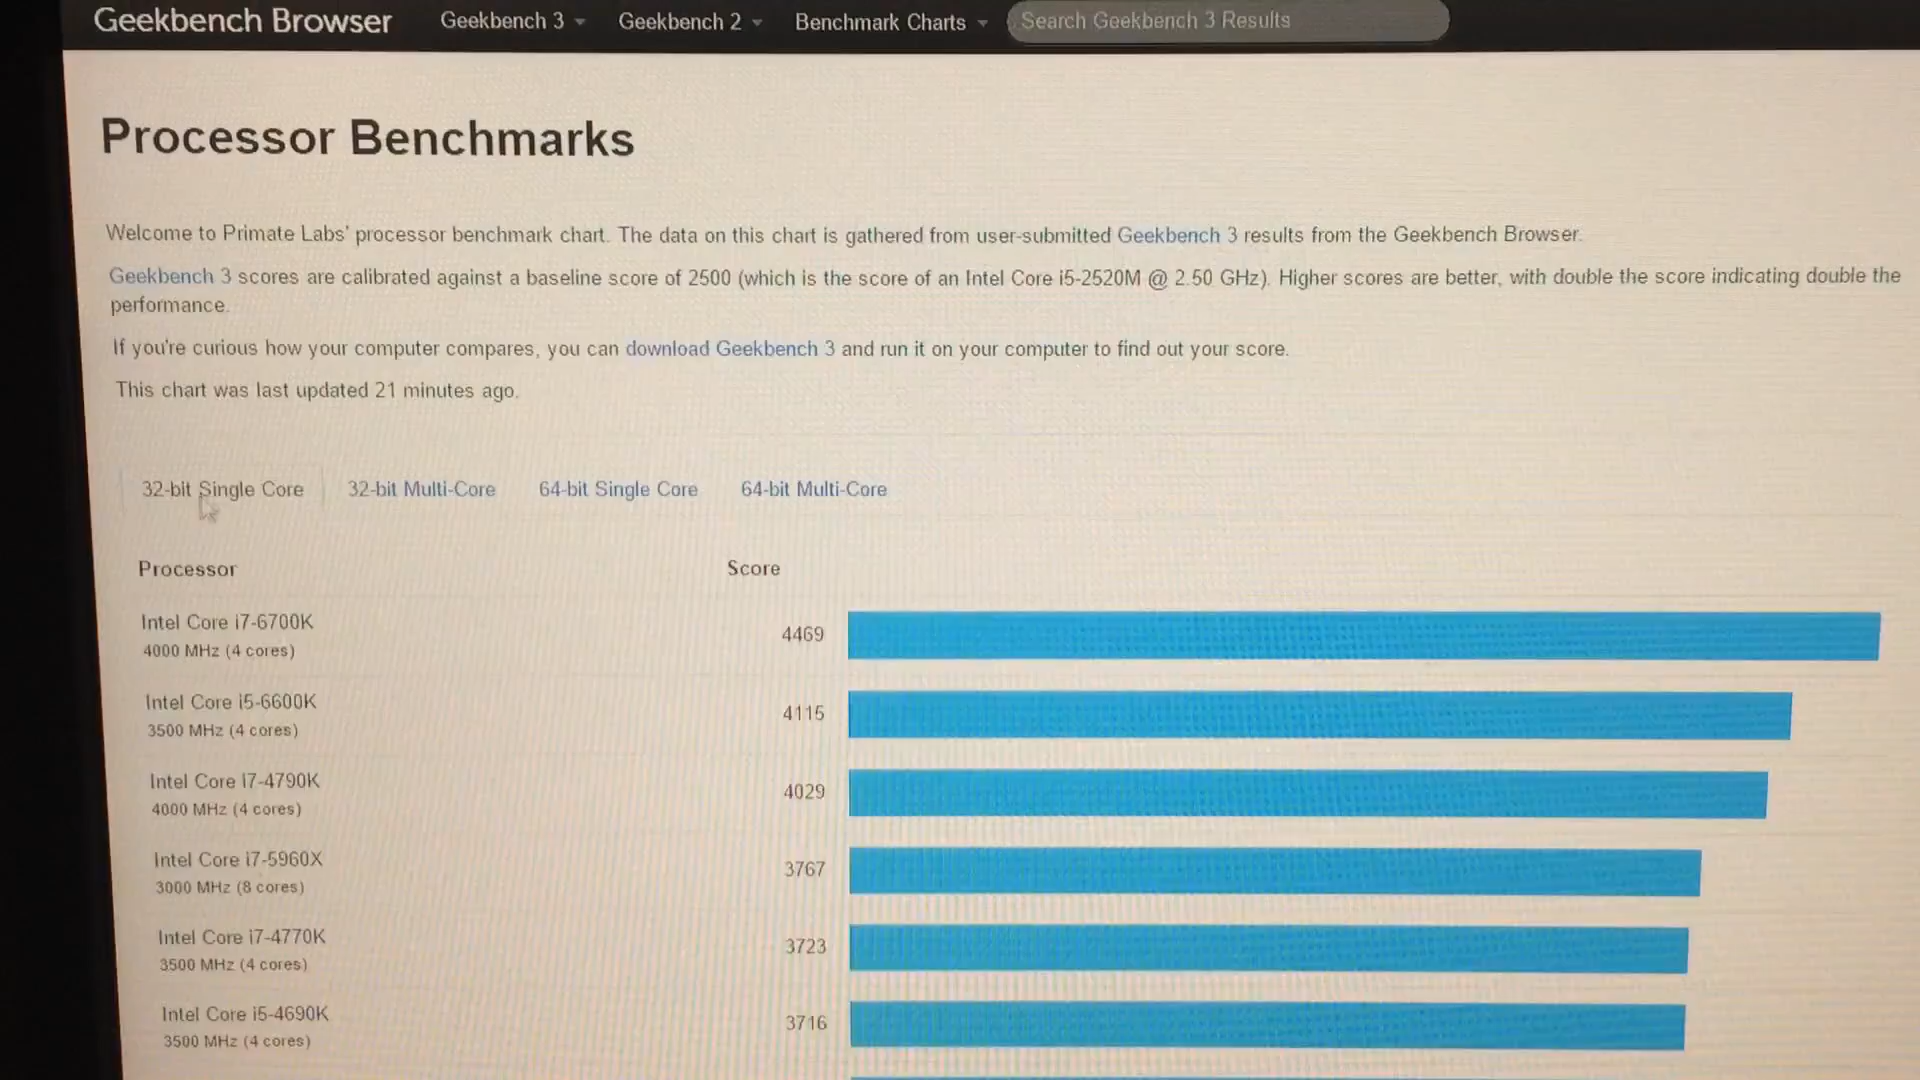 Geekbench Browser Geekbench 3 Geekbench 2 Benchmark Charts Search Geekbench 3 Results
Processor Benchmarks
Welcome to Primate Labs' processor benchmark chart. The data on this chart is gathered from user-submitted Geekbench 3 results from the Geekbench Browser.
Geekbench 3 scores are calibrated against a baseline score of 2500 (which is the score of an Intel Core i5-2520M @ 2.50 GHz). Higher scores are better, with double the score indicating double the
performance.
If you're curious how your computer compares, you can download Geekbench 3 and run it on your computer to find out your score.
This chart was last updated 21 minutes ago.
32-bit Single Core 32-bit Multi-Core 64-bit Single Core 64-bit Multi-Core
Processor Score
Intel Core i7-6700K
4000 MHz (4 cores)
4469
Intel Core i5-6600K
3500 MHz (4 cores)
4115
Intel Core i7-4790K
4000 MHz (4 cores)
4029
Intel Core i7-5960X
3000 MHz (8 cores)
3767
Intel Core i7-4770K
3500 MHz (4 cores)
3723
Intel Core i5-4690K
3500 MHz (4 cores)
3716